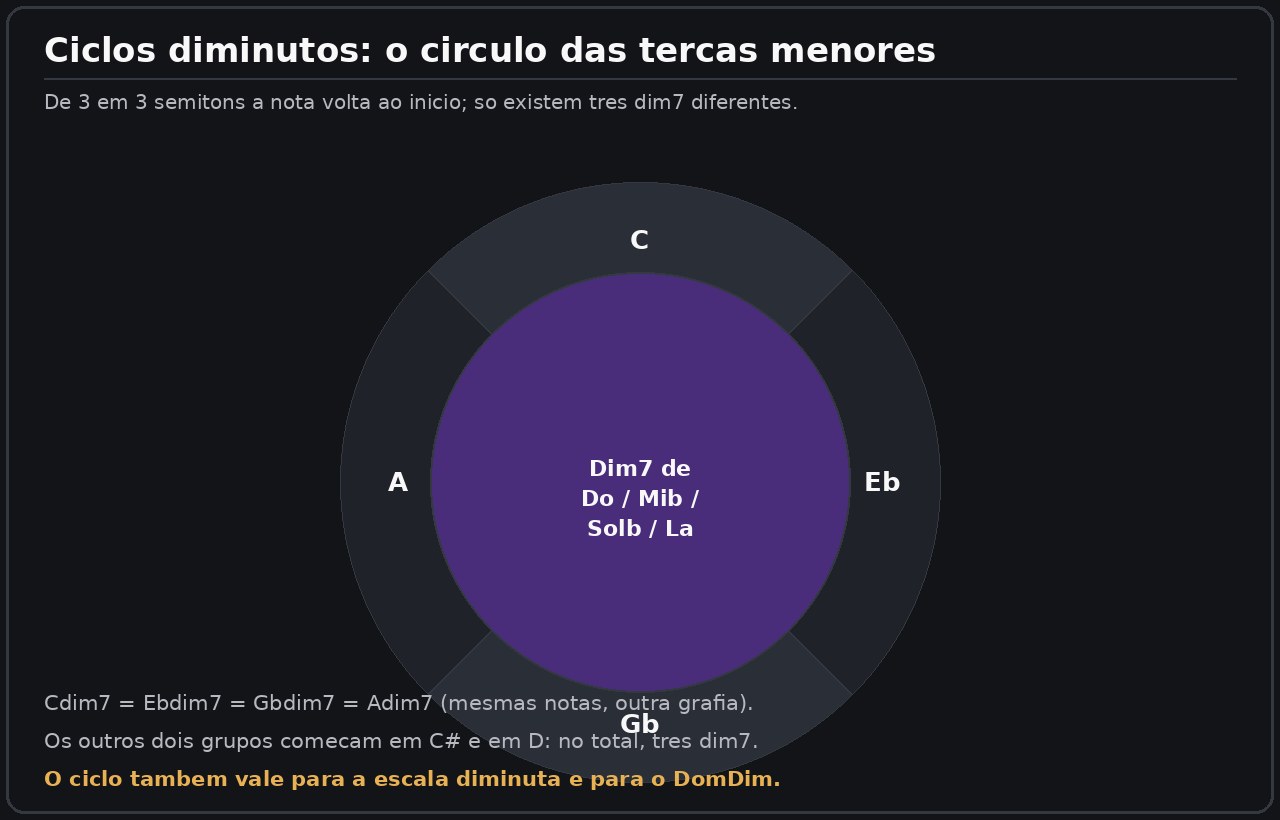 Ciclos diminutos: o circulo das tercas menores
De 3 em 3 semitons a nota volta ao inicio; so existem tres dim7 diferentes.
C
A
Eb
Dim7 de
Do / Mib /
Solb / La
Cdim7 = Ebdim7 = Gbdim7 = Adim7 (mesmas notas, outra grafia).
Gb
Os outros dois grupos comecam em C# e em D: no total, tres dim7.
O ciclo tambem vale para a escala diminuta e para o DomDim.